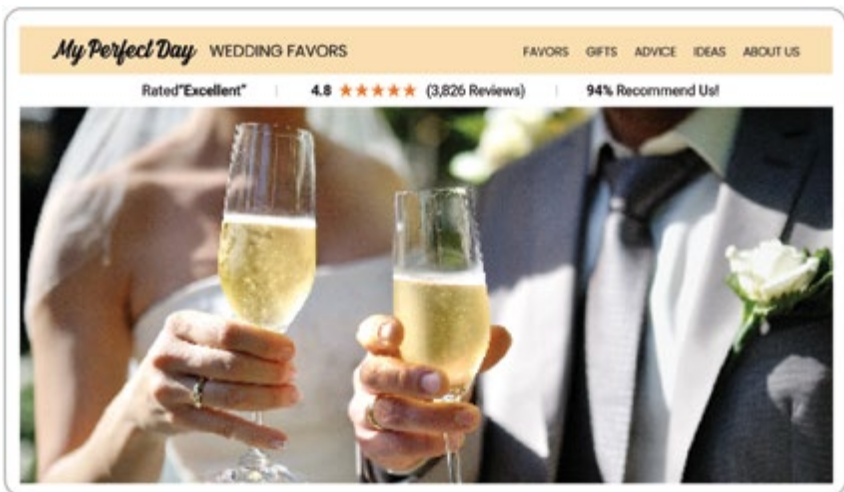 My Perfect Day WEDDING FAVORS FAVORS GIFTS ADVICE IDEAS ABOUT US
Rated"Excellent" | 4.8 ★★★★★ (3,826 Reviews) | 94% Recommend Us!